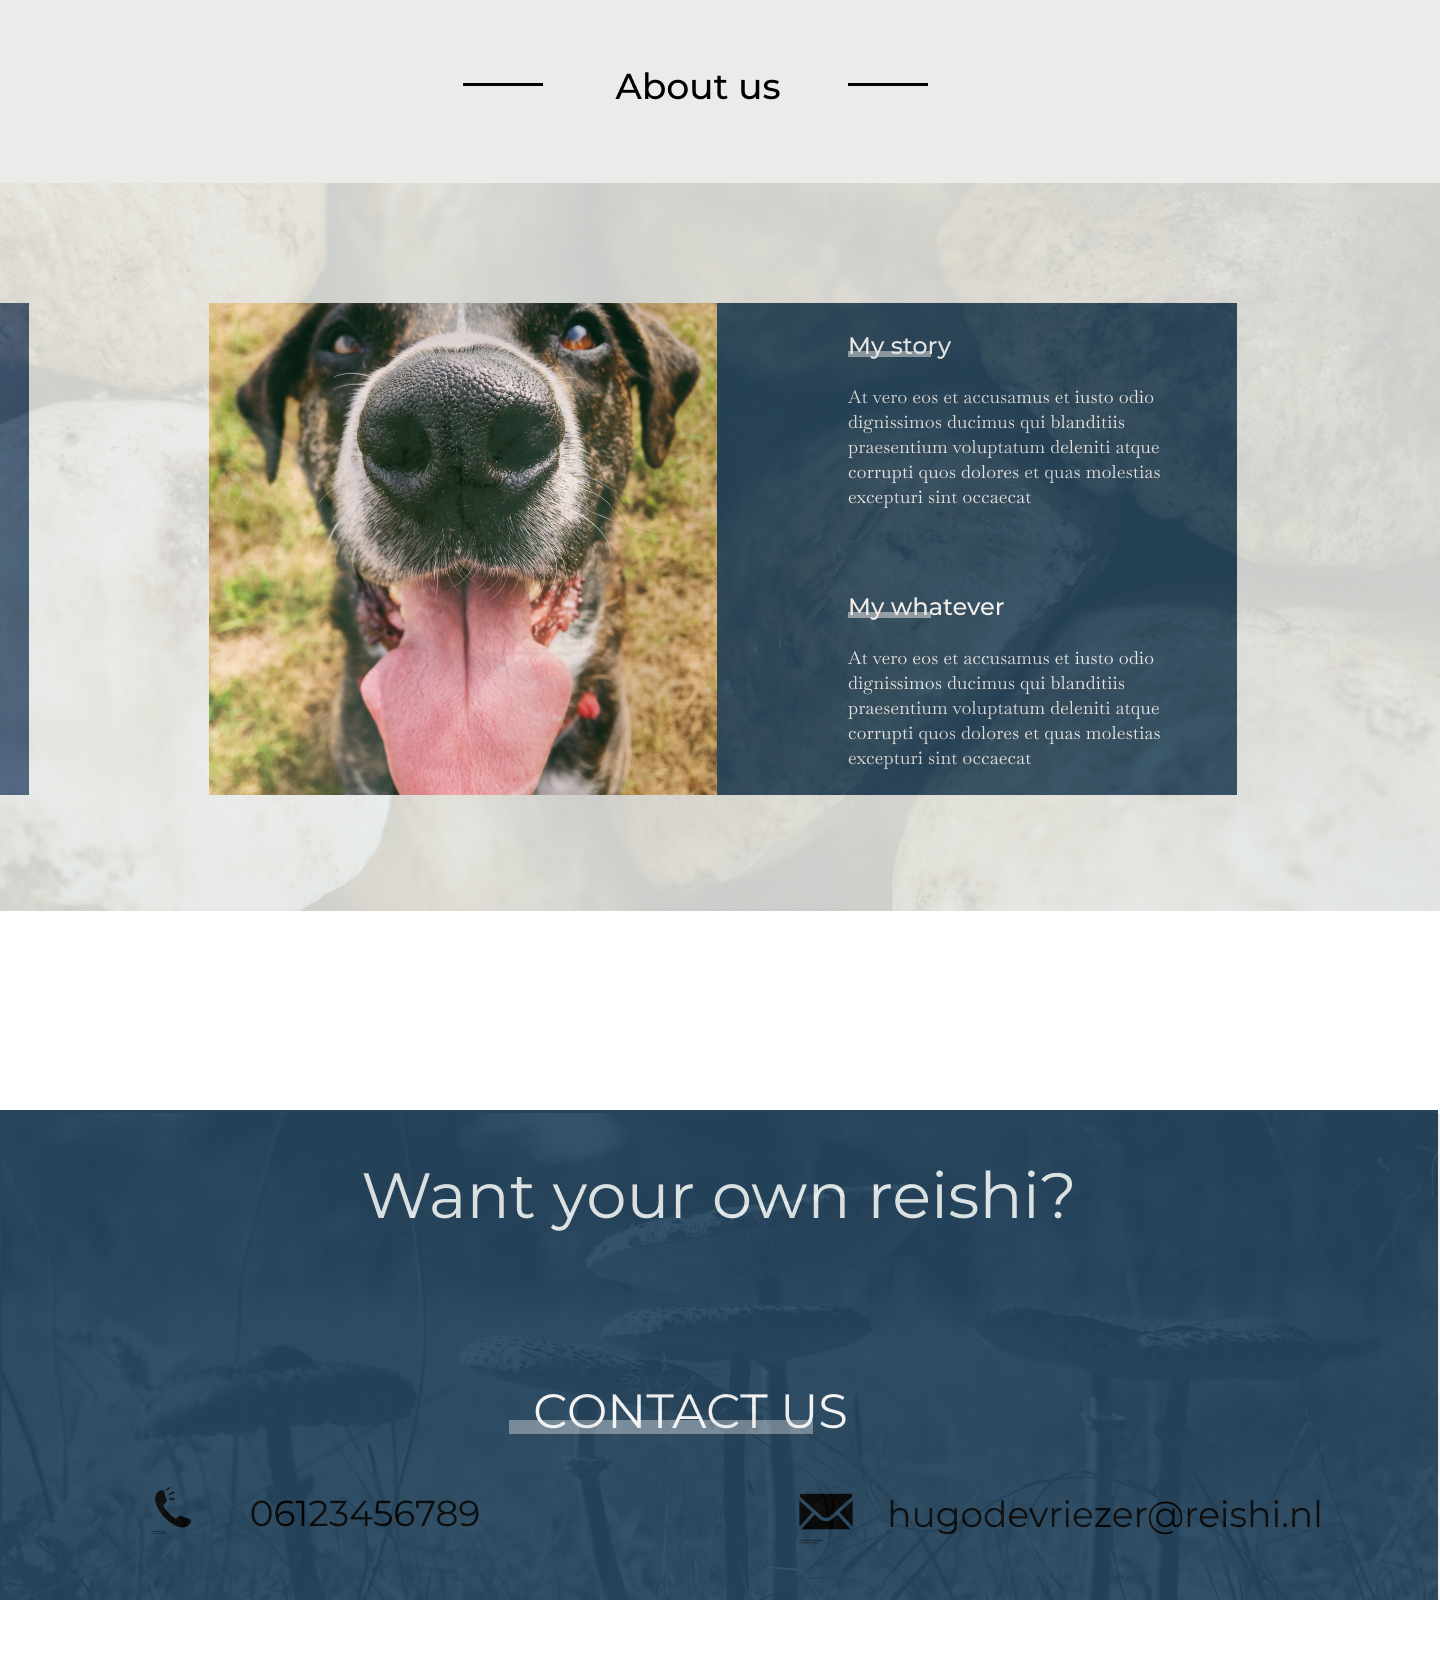 About us
My story
At vero eos et accusamus et iusto odio
dignissimos ducimus qui blanditiis
praesentium voluptatum deleniti atque
corrupti quos dolores et quas molestias
excepturi sint occaecat
My whatever
At vero eos et accusamus et iusto odio
dignissimos ducimus qui blanditiis
praesentium voluptatum deleniti atque
corrupti quos dolores et quas molestias
excepturi sint occaecat
Want your own reishi?
CONTACT US
06123456789
hugodevriezer@reishi.nl